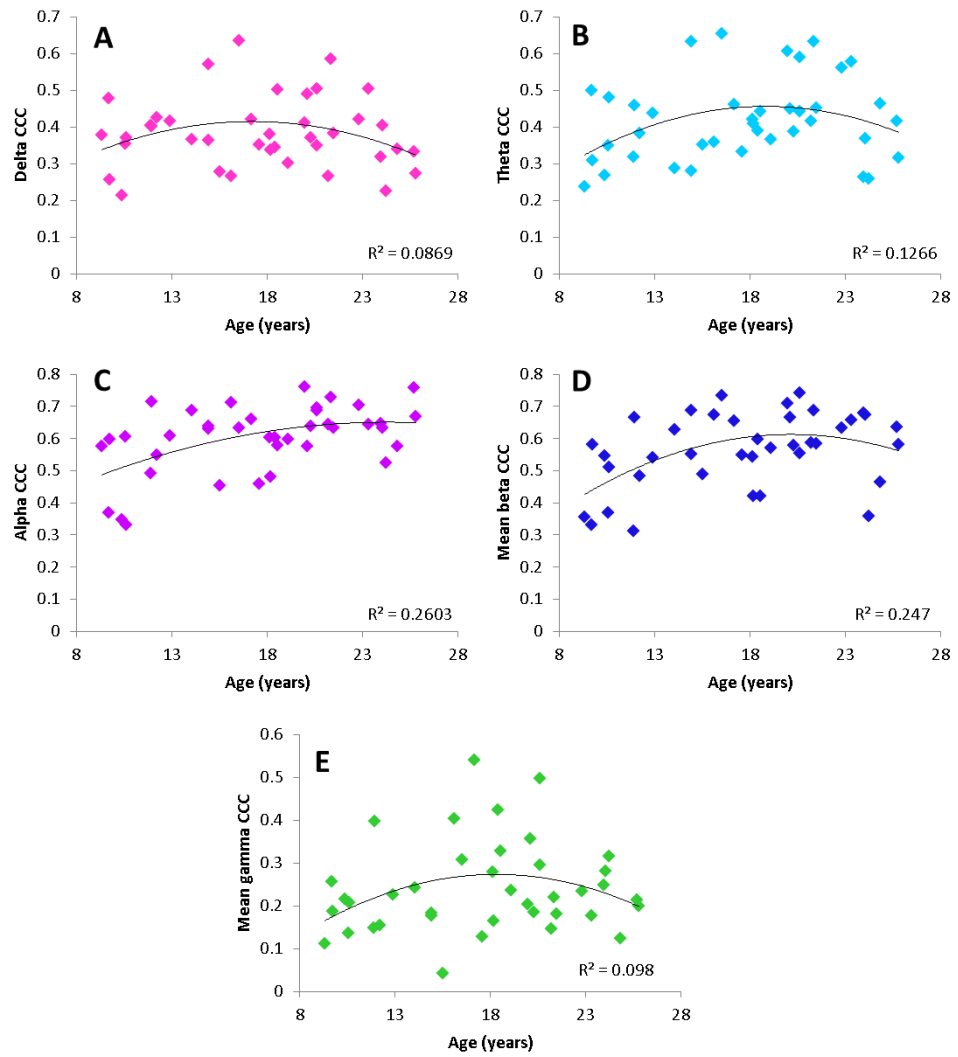 A
Delta CCC
0.7
0.6
0.5
0.4
0.3
0.2
0.1
0
R² = 0.0869
8 13 18 23 28
Age (years)
B
Theta CCC
0.7
0.6
0.5
0.4
0.3
0.2
0.1
0
R² = 0.1266
8 13 18 23 28
Age (years)
C
Alpha CCC
0.8
0.7
0.6
0.5
0.4
0.3
0.2
0.1
0
R² = 0.2603
8 13 18 23 28
Age (years)
D
Mean beta CCC
0.8
0.7
0.6
0.5
0.4
0.3
0.2
0.1
0
R² = 0.247
8 13 18 23 28
Age (years)
E
Mean gamma CCC
0.6
0.5
0.4
0.3
0.2
0.1
0
R² = 0.098
8 13 18 23 28
Age (years)